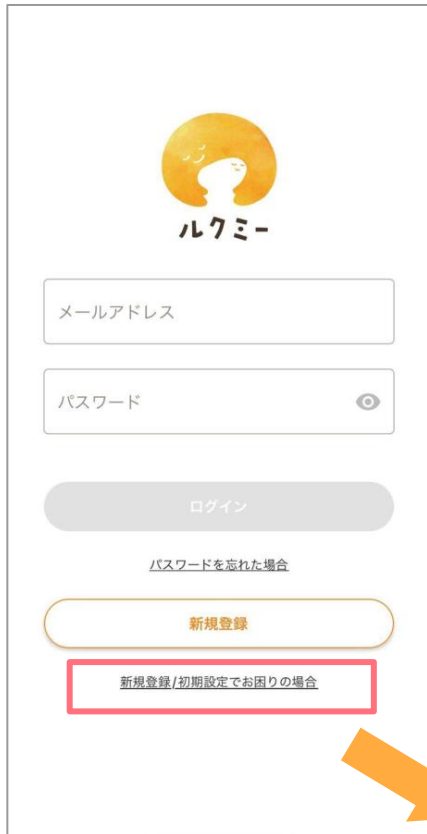 ルクミー
メールアドレス
パスワード
ログイン
パスワードを忘れた場合
新規登録
新規登録/初期設定でお困りの場合